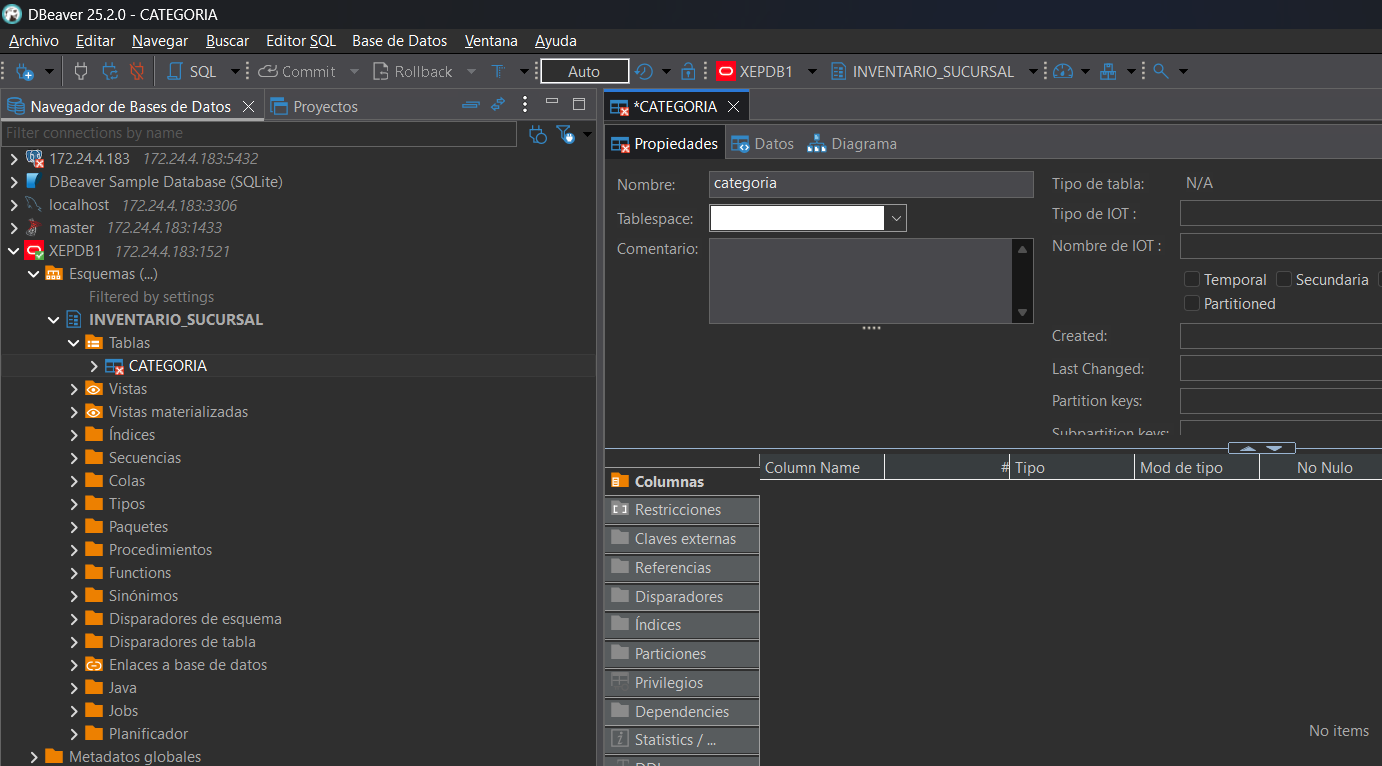 DBeaver 25.2.0 - CATEGORIA
Archivo Editar Navegar Buscar Editor SQL Base de Datos Ventana Ayuda
SQL Commit Rollback T Auto XEPDB1 INVENTARIO_SUCURSAL
Navegador de Bases de Datos Proyectos
Filter connections by name
172.24.4.183 172.24.4.183:5432
DBeaver Sample Database (SQLite)
localhost 172.24.4.183:3306
master 172.24.4.183:1433
XEPDB1 172.24.4.183:1521
Esquemas (...)
Filtered by settings
INVENTARIO_SUCURSAL
Tablas
CATEGORIA
Vistas
Vistas materializadas
Índices
Secuencias
Colas
Tipos
Paquetes
Procedimientos
Functions
Sinónimos
Disparadores de esquema
Disparadores de tabla
Enlaces a base de datos
Java
Jobs
Planificador
Metadatos globales
*CATEGORIA
Propiedades Datos Diagrama
Nombre: categoria
Tablespace:
Comentario:
Tipo de tabla: N/A
Tipo de IOT :
Nombre de IOT :
Temporal Secundaria
Partitioned
Created:
Last Changed:
Partition keys:
Subpartition keys:
Columnas
Restricciones
Claves externas
Referencias
Disparadores
Índices
Particiones
Privilegios
Dependencies
Statistics / ...
DDL
Column Name # Tipo Mod de tipo No Nulo
No items